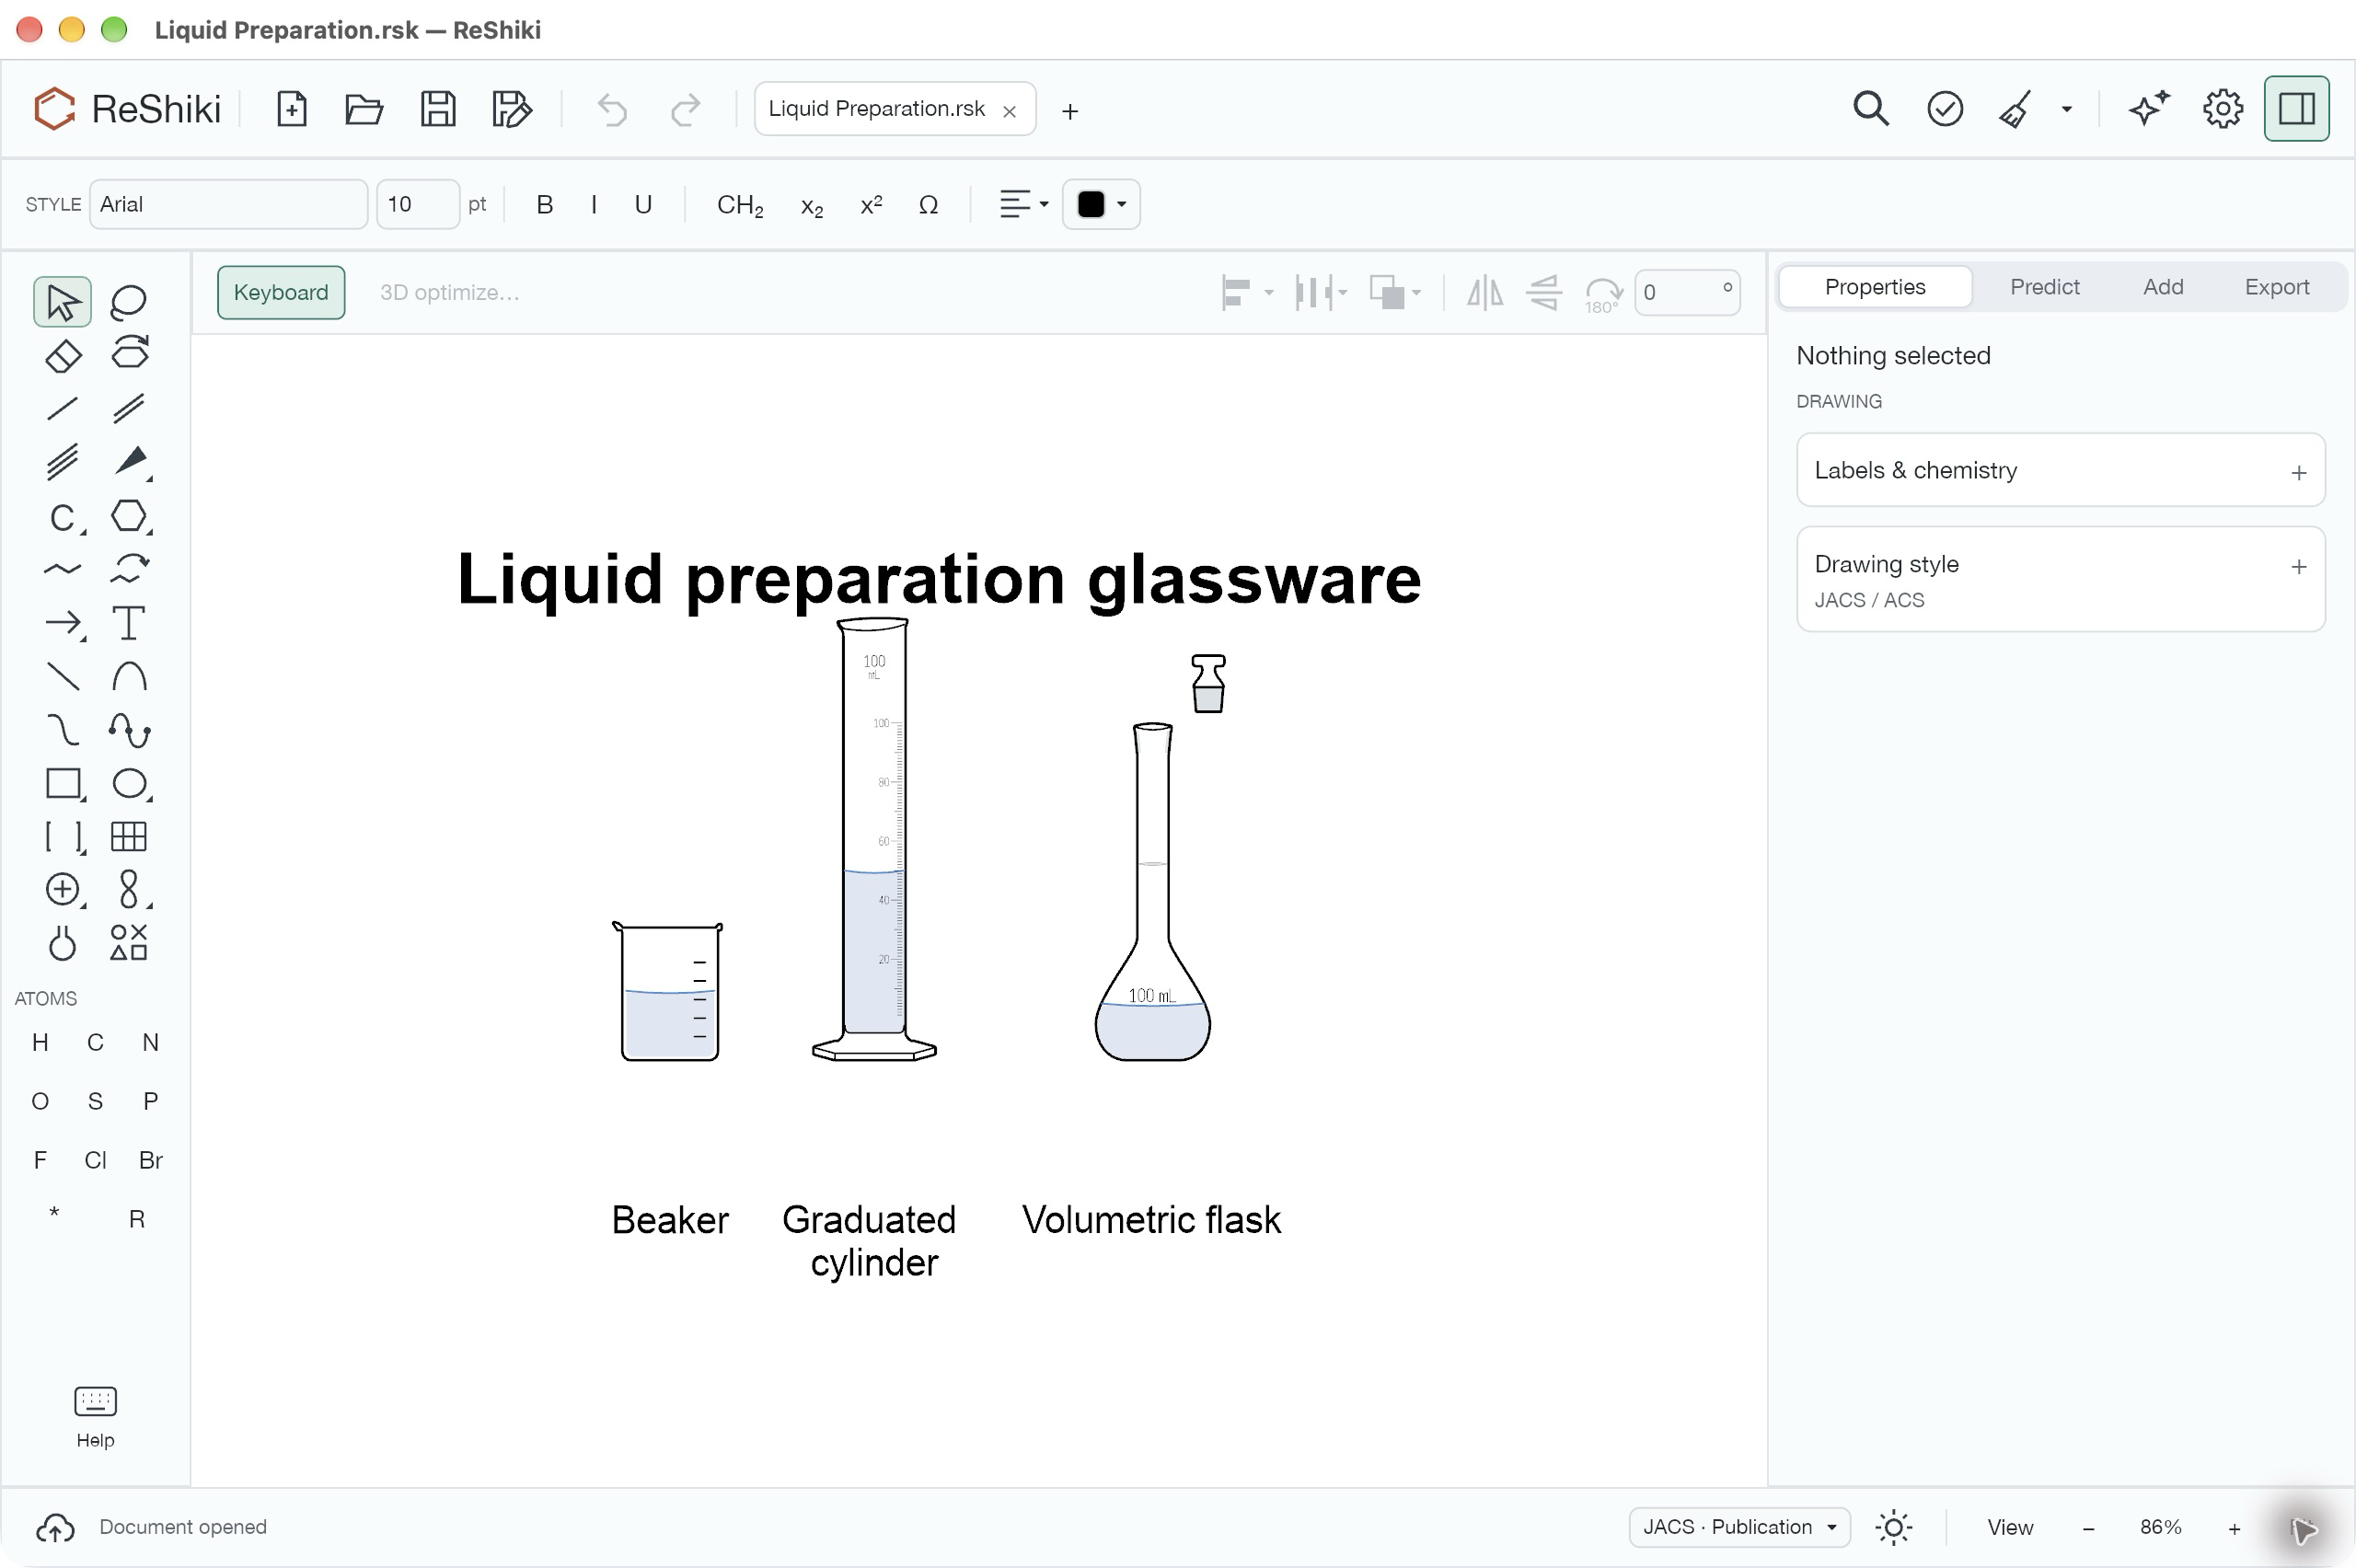 Liquid Preparation.rsk — ReShiki
ReShiki
Liquid Preparation.rsk ×
STYLE Arial 10 pt B I U CH₂ x₂ x² Ω
Keyboard 3D optimize...
180°
0 °
Properties Predict Add Export
Nothing selected
DRAWING
Labels & chemistry +
Drawing style +
JACS / ACS
C
T
Liquid preparation glassware
100
mL
100
80
60
40
20
100 mL
Beaker Graduated Volumetric flask
cylinder
ATOMS
H C N
O S P
F Cl Br
* R
Help
Document opened
JACS · Publication
View − 86% +